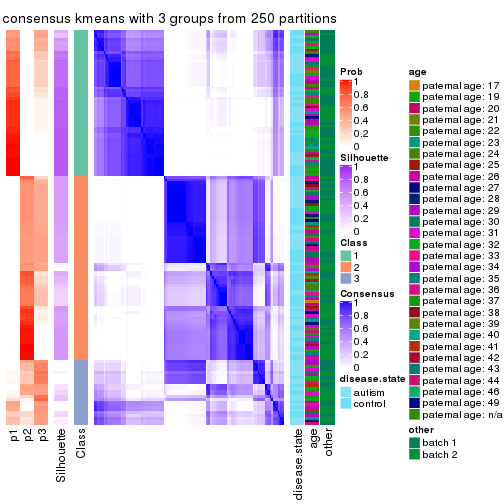 consensus kmeans with 3 groups from 250 partitions
Prob
1
0.8
0.6
0.4
0.2
0
Silhouette
1
0.8
0.6
0.4
0.2
0
Class
1
2
3
Consensus
1
0.8
0.6
0.4
0.2
0
disease.state
autism
control
age
paternal age: 17
paternal age: 19
paternal age: 20
paternal age: 21
paternal age: 22
paternal age: 23
paternal age: 24
paternal age: 25
paternal age: 26
paternal age: 27
paternal age: 28
paternal age: 29
paternal age: 30
paternal age: 31
paternal age: 32
paternal age: 33
paternal age: 34
paternal age: 35
paternal age: 36
paternal age: 37
paternal age: 38
paternal age: 39
paternal age: 40
paternal age: 41
paternal age: 42
paternal age: 43
paternal age: 44
paternal age: 46
paternal age: 49
paternal age: n/a
other
batch 1
batch 2
p1
p2
p3
Silhouette
Class
disease.state
age
other